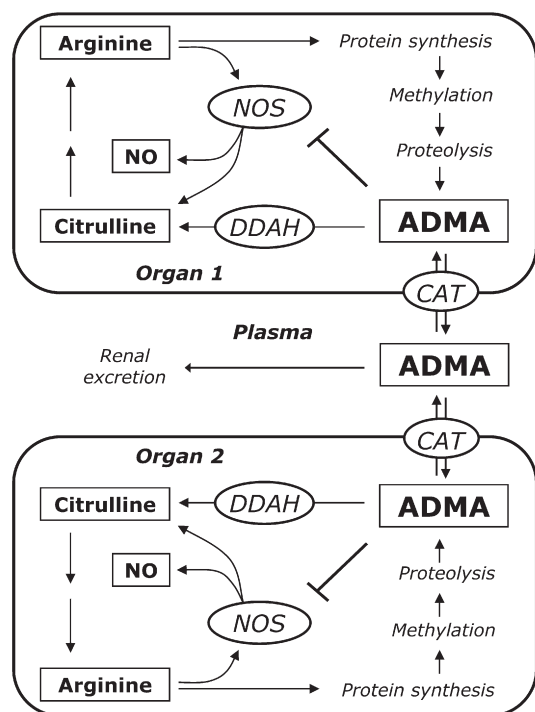 Arginine
Protein synthesis
NOS
Methylation
NO
Proteolysis
Citrulline
DDAH
ADMA
Organ 1
CAT
Plasma
Renal
excretion
ADMA
CAT
Organ 2
Citrulline
DDAH
ADMA
NO
Proteolysis
NOS
Methylation
Arginine
Protein synthesis